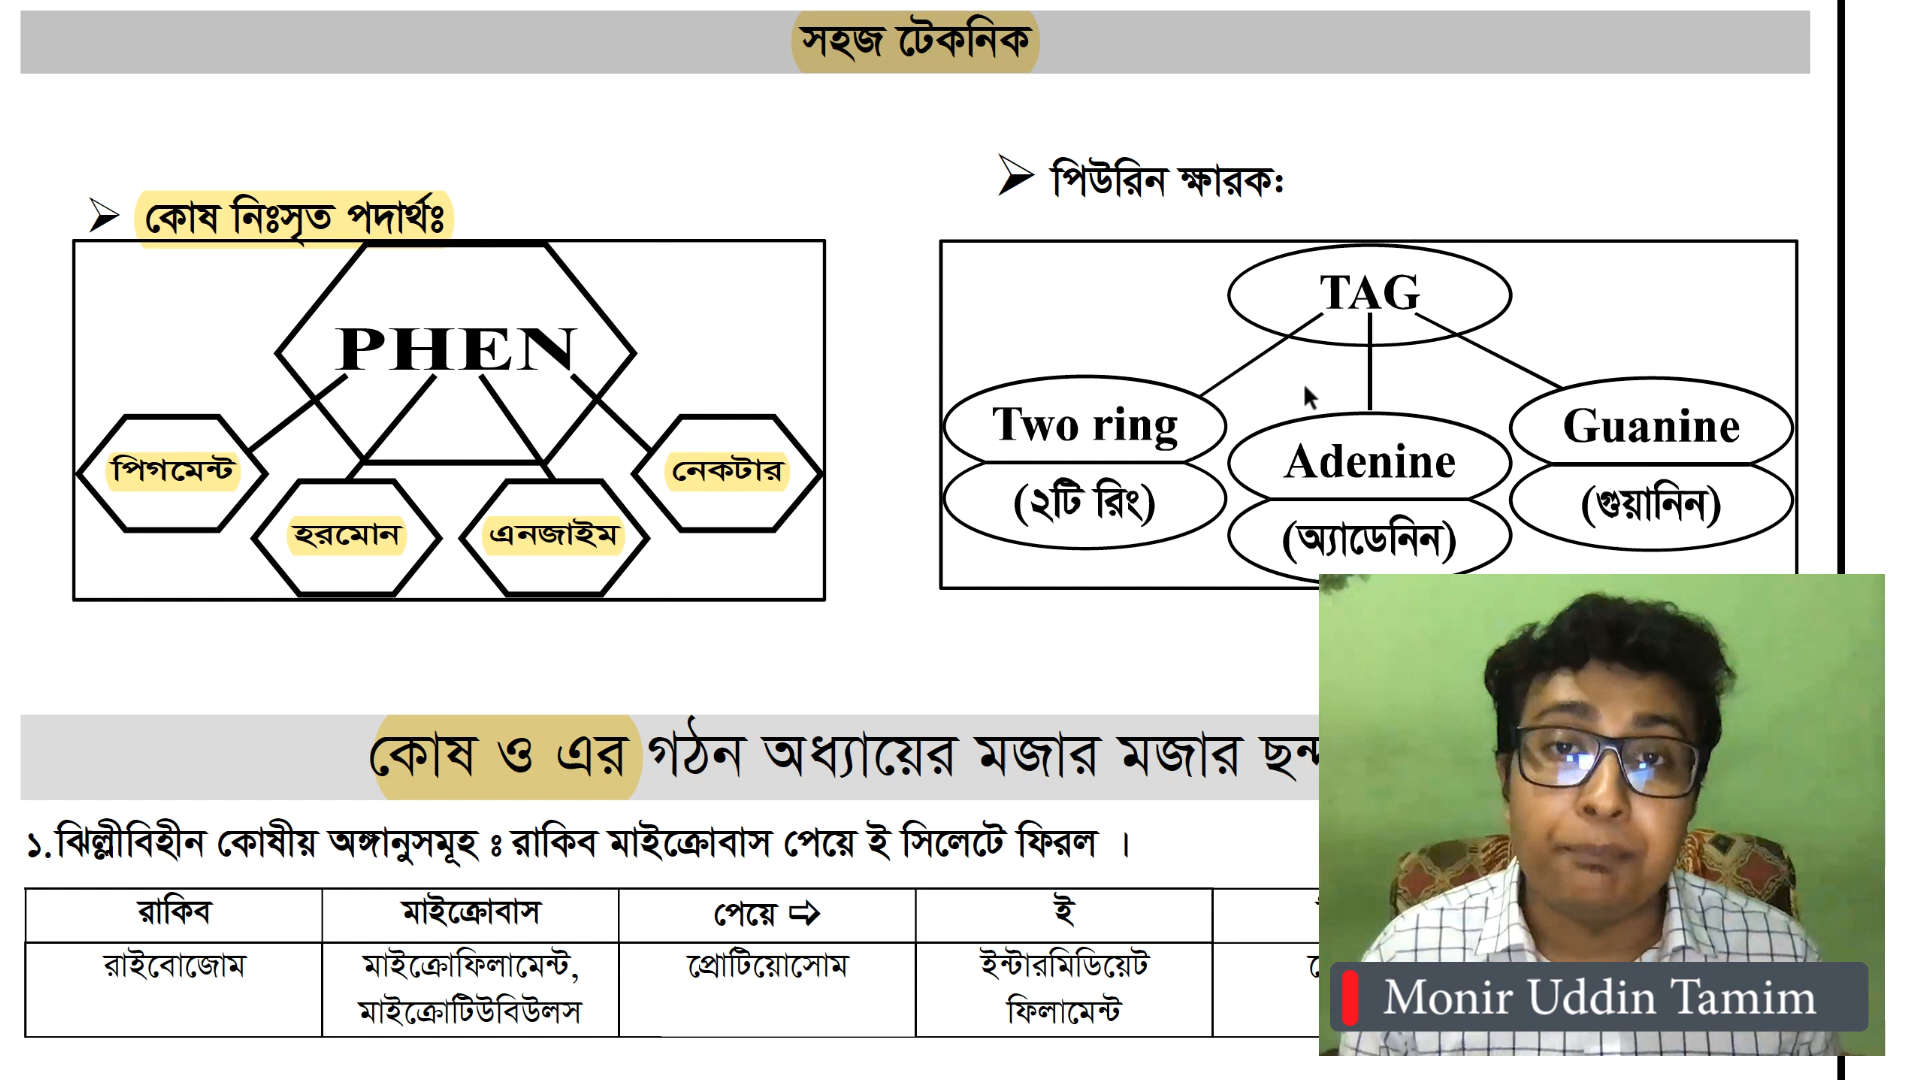 সহজ টেকনিক
➢ কোষ নিঃসৃত পদার্থঃ
PHEN
পিগমেন্ট
হরমোন
এনজাইম
নেকটার
➢ পিউরিন ক্ষারক:
TAG
Two ring
(২টি রিং)
Adenine
(অ্যাডেনিন)
Guanine
(গুয়ানিন)
কোষ ও এর গঠন অধ্যায়ের মজার মজার
১.ঝিল্লীবিহীন কোষীয় অঙ্গানুসমূহ ঃ রাকিব মাইক্রোবাস পেয়ে ই সিলেটে ফিরল ।
রাকিব মাইক্রোবাস পেয়ে ⇨ ই
রাইবোজোম মাইক্রোফিলামেন্ট, প্রোটিয়োসোম ইন্টারমিডিয়েট
মাইক্রোটিউবিউলস ফিলামেন্ট
Monir Uddin Tamim